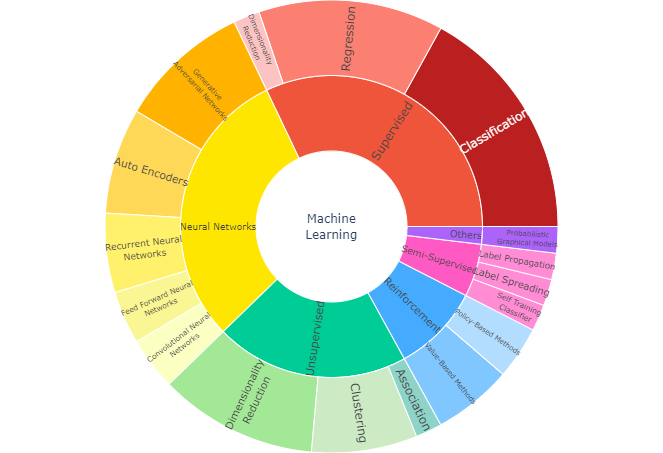 Machine
Learning
Supervised
Classification
Regression
Dimensionality
Reduction
Neural Networks
Generative
Adversarial Networks
Auto Encoders
Recurrent Neural
Networks
Feed Forward Neural
Networks
Convolutional Neural
Networks
Unsupervised
Dimensionality
Reduction
Clustering
Association
Reinforcement
Value-Based Methods
Policy-Based Methods
Semi-Supervised
Self Training
Classifier
Label Spreading
Label Propagation
Others
Probabilistic
Graphical Models